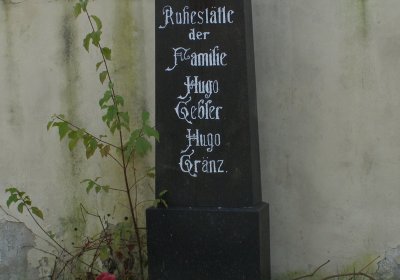 Ruhestätte
der
Familie
Hugo
Gebler
Hugo
Gränz.